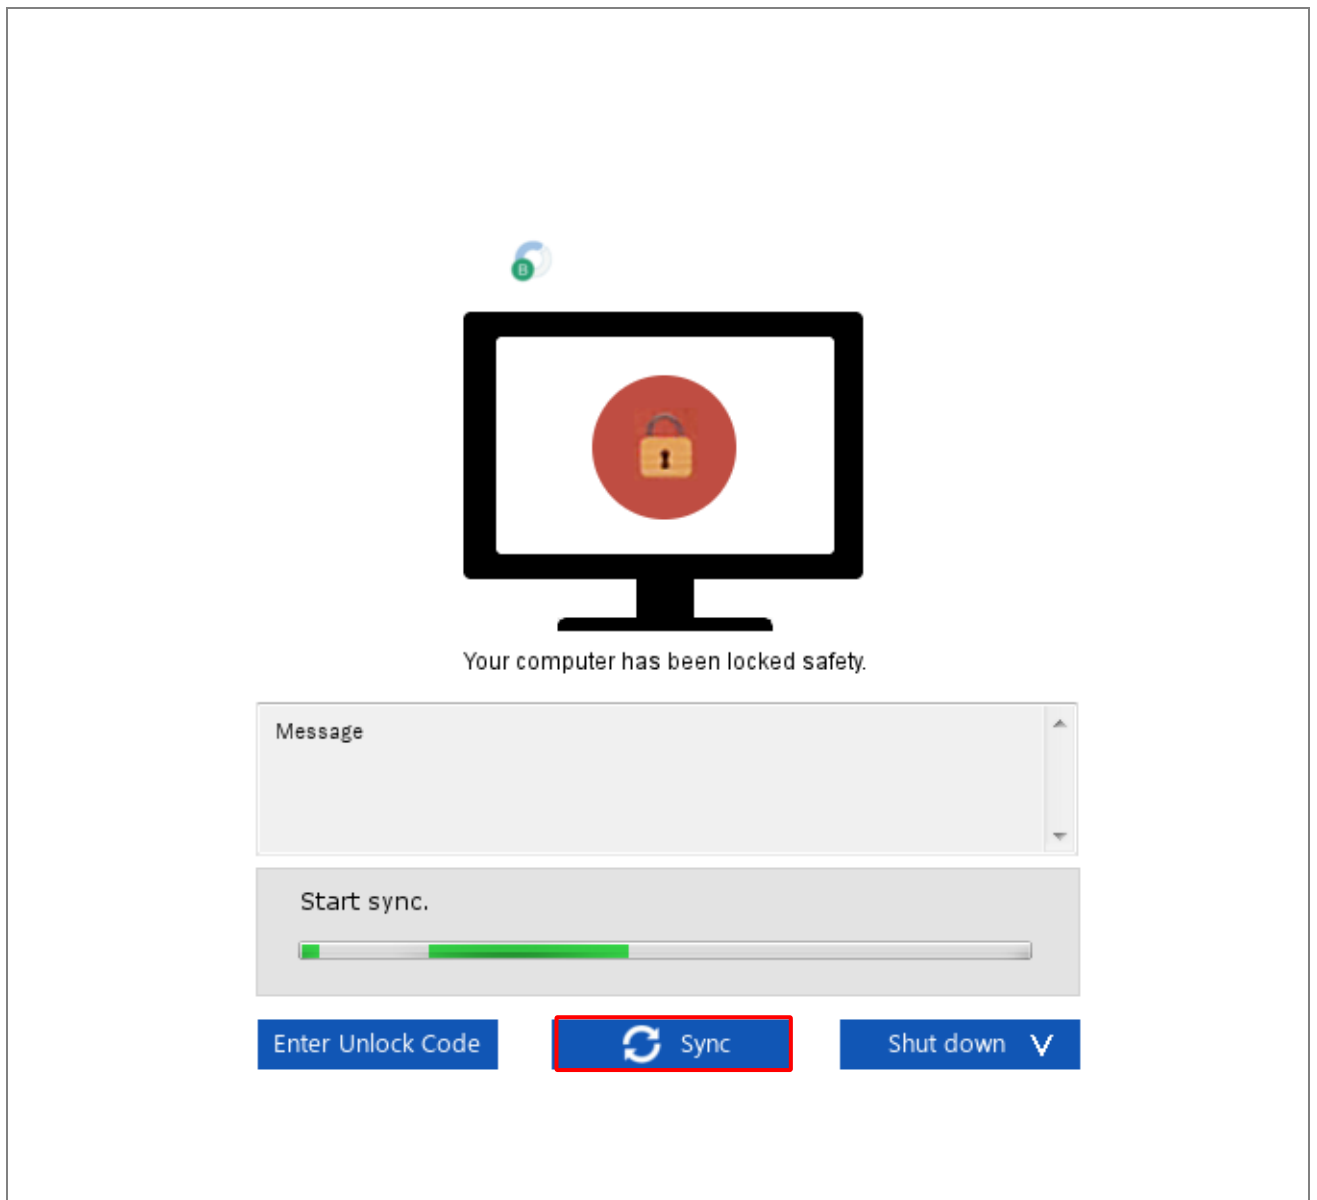 B
Your computer has been locked safety.
Message
Start sync.
Enter Unlock Code
Sync
Shut down V